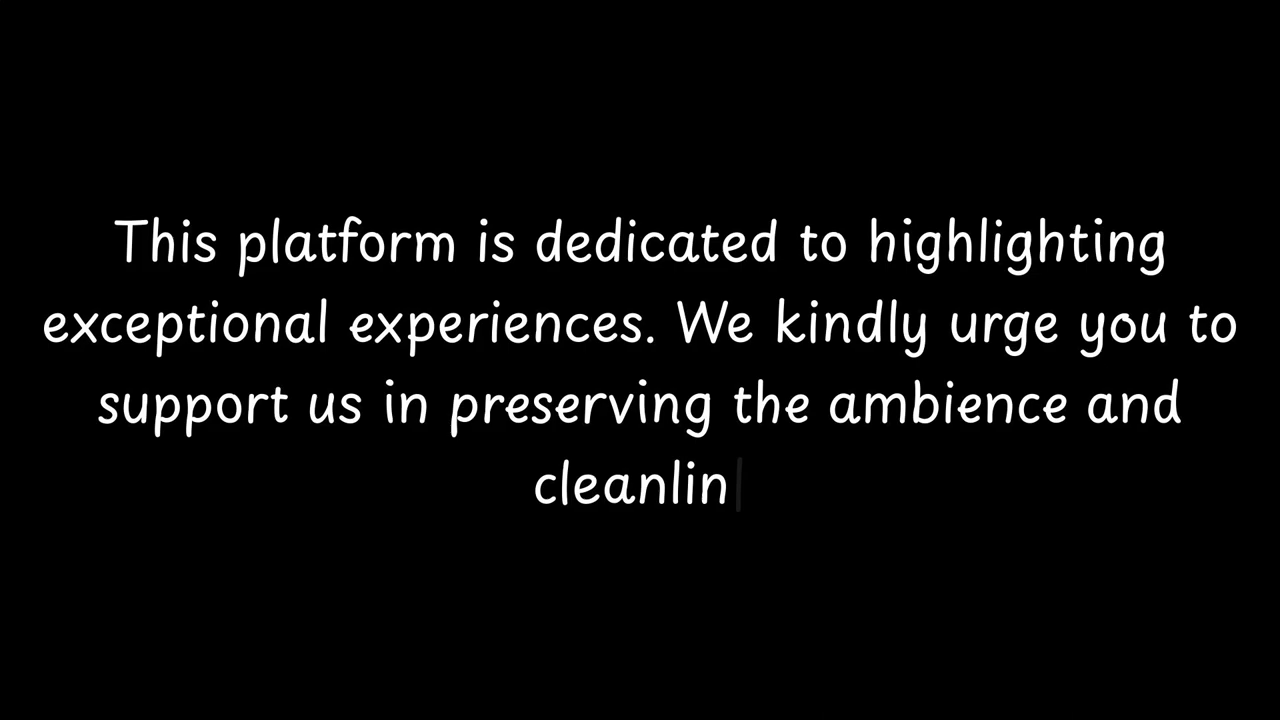 This platform is dedicated to highlighting
exceptional experiences. We kindly urge you to
support us in preserving the ambience and
cleanlin